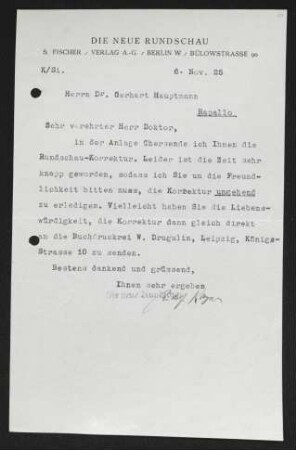 DIE NEUE RUNDSCHAU
S. FISCHER / VERLAG A.-G. / BERLIN W. / BÜLOWSTRASSE 90
K/Si. 6. Nov. 25
Herrn Dr. Gerhart Hauptmann
Rapallo
Sehr verehrter Herr Doktor,
in der Anlage übersende ich Ihnen die
Rundschau-Korrektur. Leider ist die Zeit sehr
knapp geworden, sodass ich Sie um die Freund-
lichkeit bitten muss, die Korrektur umgehend
zu erledigen. Vielleicht haben Sie die Liebens-
würdigkeit, die Korrektur dann gleich direkt
an die Buchdruckerei W. Drugulin, Leipzig, Königs-
Strasse 10 zu senden.
Bestens dankend und grüssend,
Ihnen sehr ergeben